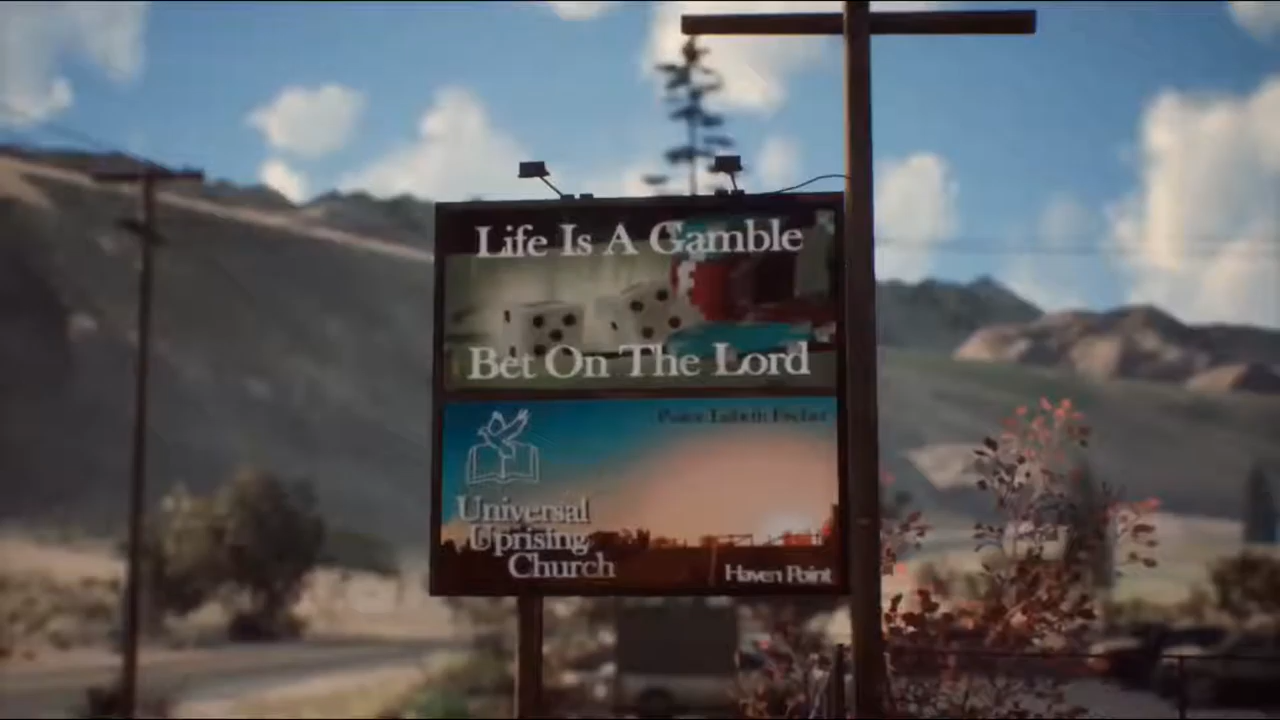 Life Is A Gamble
Bet On The Lord
Universal
Uprising
Church
Haven Point